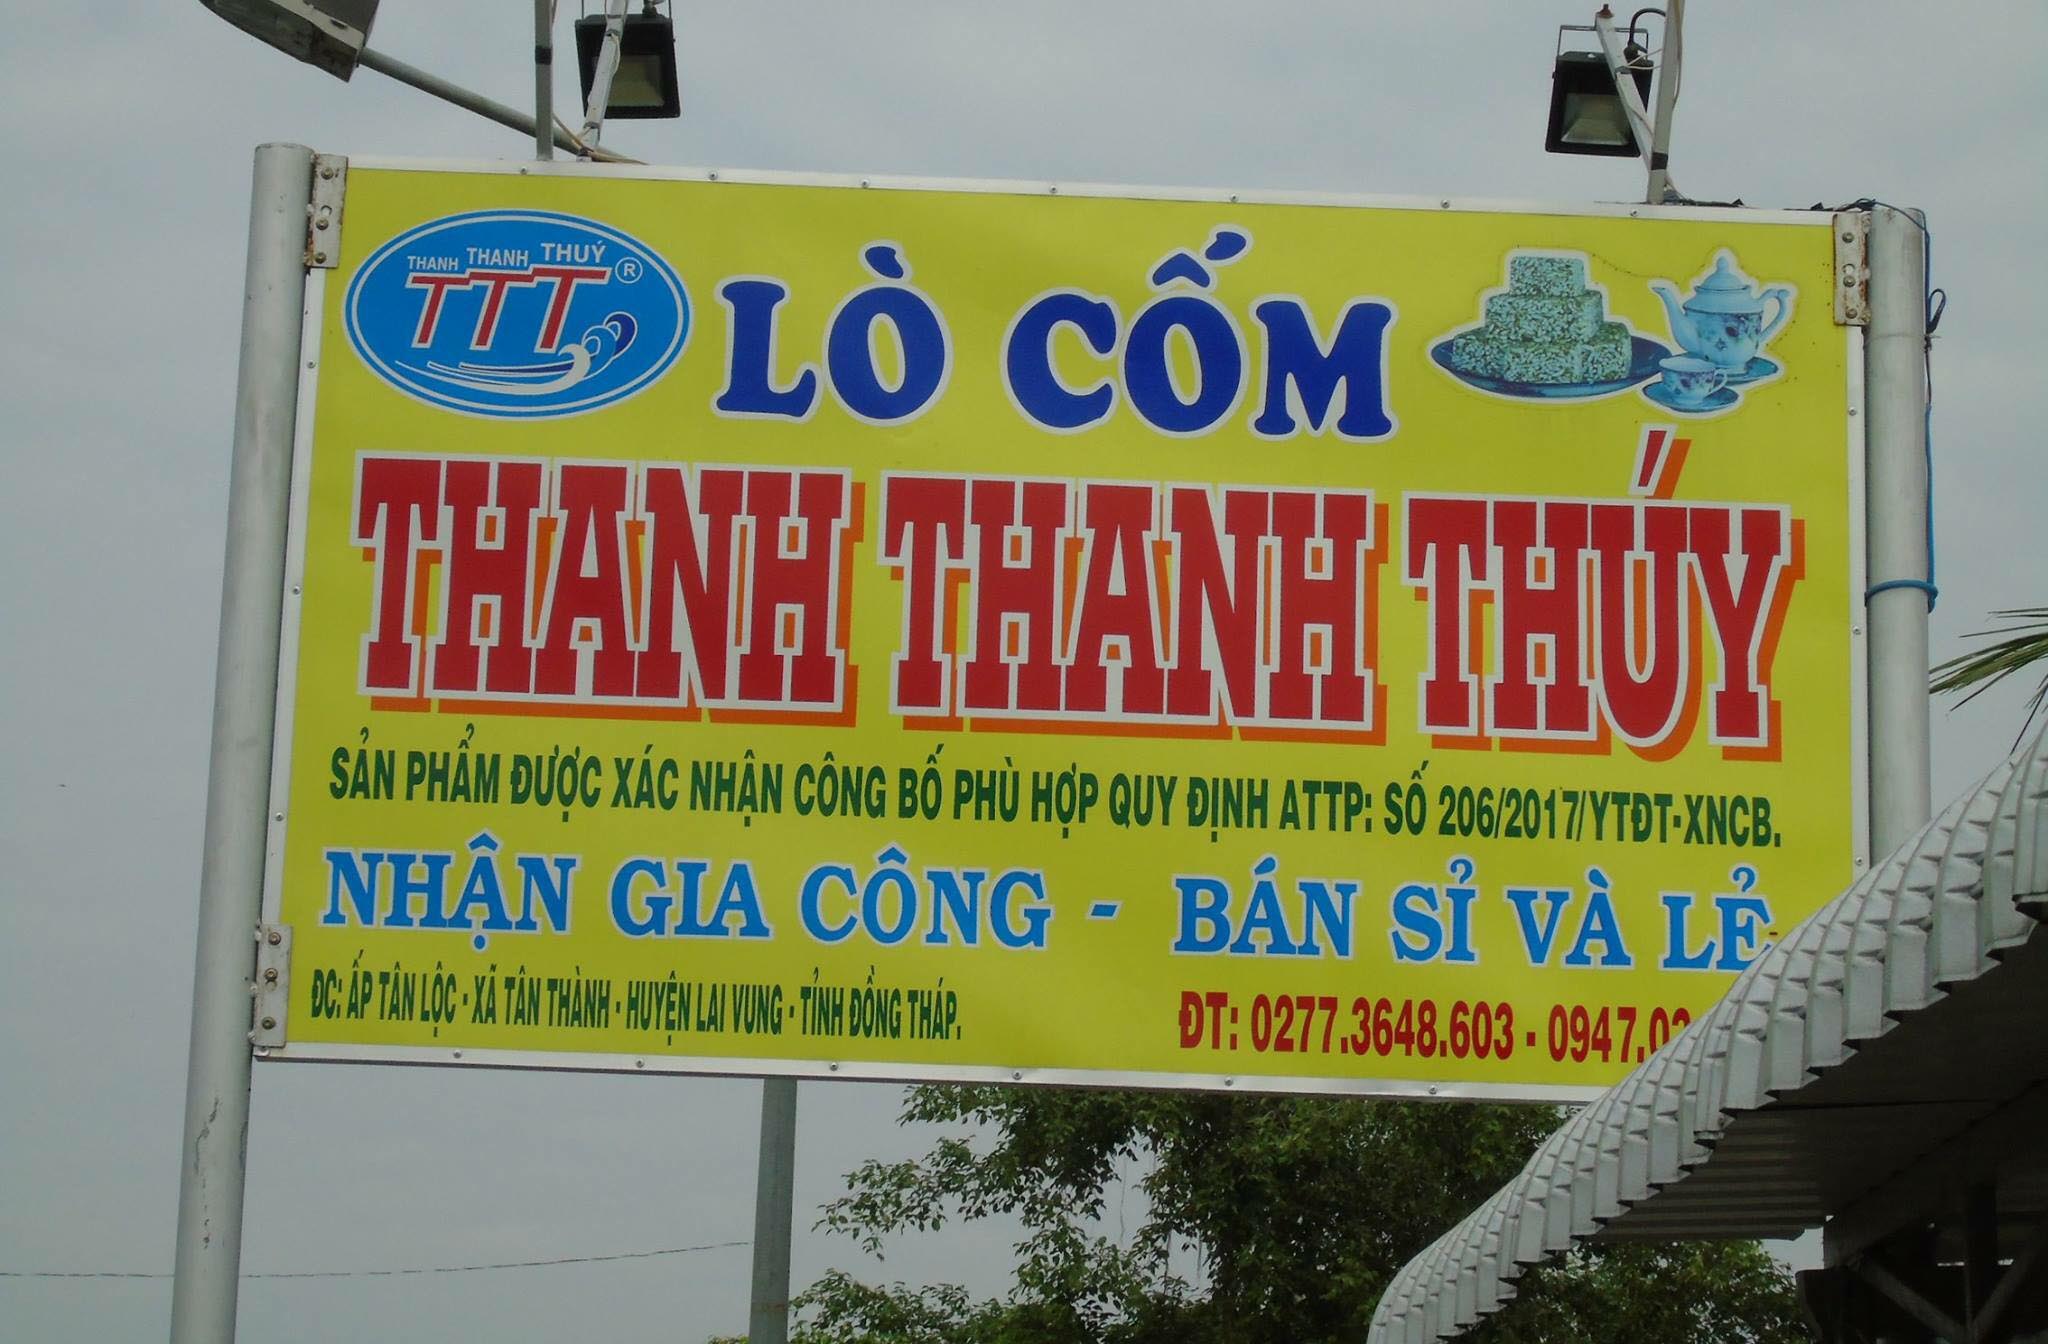 THANH THANH THUÝ
TTT ®
LÒ CỐM
THANH THANH THÚY
SẢN PHẨM ĐƯỢC XÁC NHẬN CÔNG BỐ PHÙ HỢP QUY ĐỊNH ATTP: SỐ 206/2017/YTĐT-XNCB.
NHẬN GIA CÔNG - BÁN SỈ VÀ LẺ
ĐC: ẤP TÂN LỘC - XÃ TÂN THÀNH - HUYỆN LAI VUNG - TỈNH ĐỒNG THÁP.
ĐT: 0277.3648.603 - 0947.0